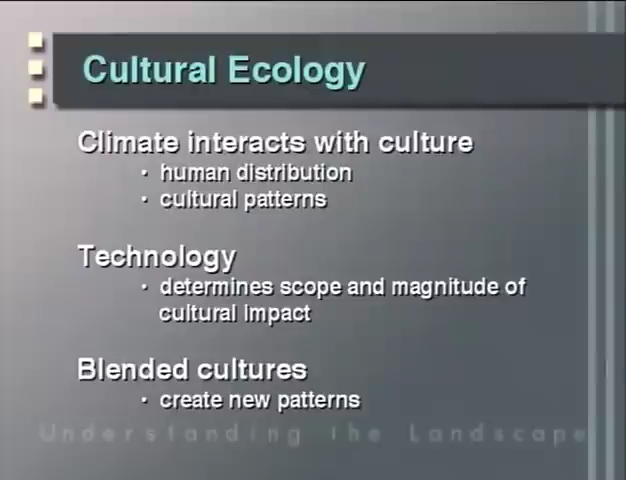 Cultural Ecology
Climate interacts with culture
· human distribution
· cultural patterns
Technology
· determines scope and magnitude of
cultural impact
Blended cultures
· create new patterns
Understanding the Landscape